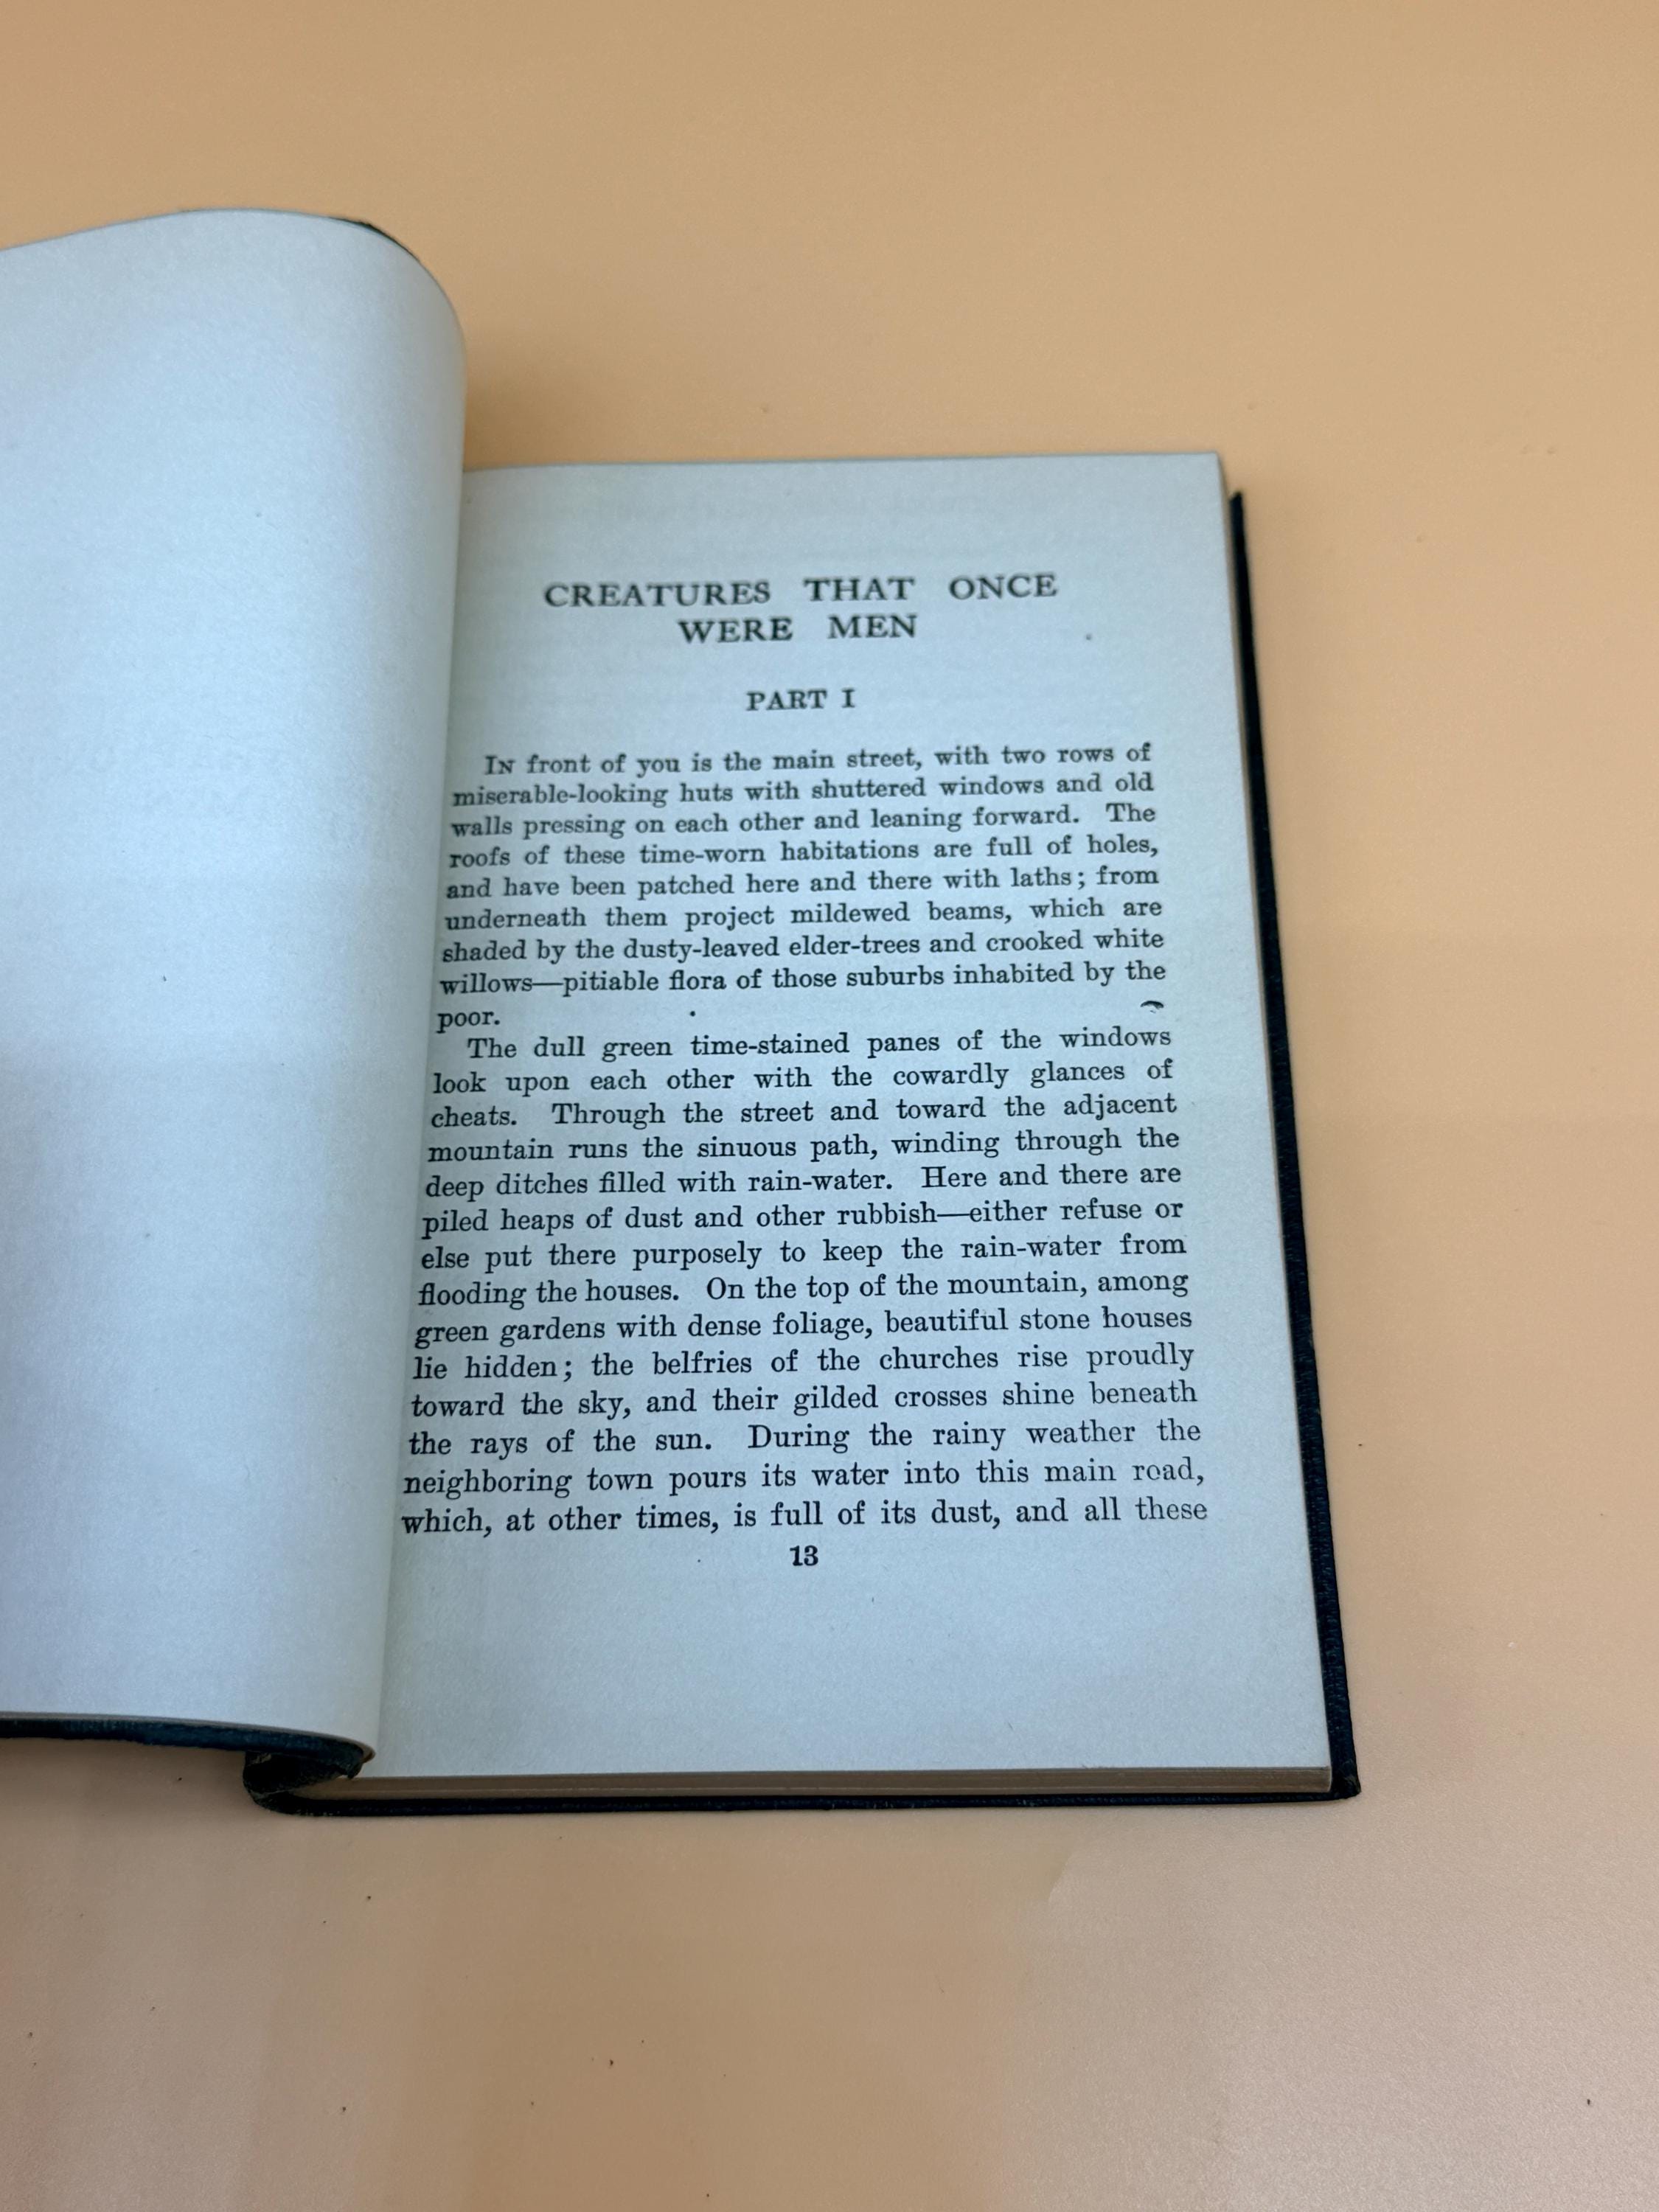 CREATURES THAT ONCE
WERE MEN
PART I
IN front of you is the main street, with two rows of
miserable-looking huts with shuttered windows and old
walls pressing on each other and leaning forward. The
roofs of these time-worn habitations are full of holes,
and have been patched here and there with laths; from
underneath them project mildewed beams, which are
shaded by the dusty-leaved elder-trees and crooked white
willows—pitiable flora of those suburbs inhabited by the
poor.
The dull green time-stained panes of the windows
look upon each other with the cowardly glances of
cheats. Through the street and toward the adjacent
mountain runs the sinuous path, winding through the
deep ditches filled with rain-water. Here and there are
piled heaps of dust and other rubbish—either refuse or
else put there purposely to keep the rain-water from
flooding the houses. On the top of the mountain, among
green gardens with dense foliage, beautiful stone houses
lie hidden; the belfries of the churches rise proudly
toward the sky, and their gilded crosses shine beneath
the rays of the sun. During the rainy weather the
neighboring town pours its water into this main road,
which, at other times, is full of its dust, and all these
13